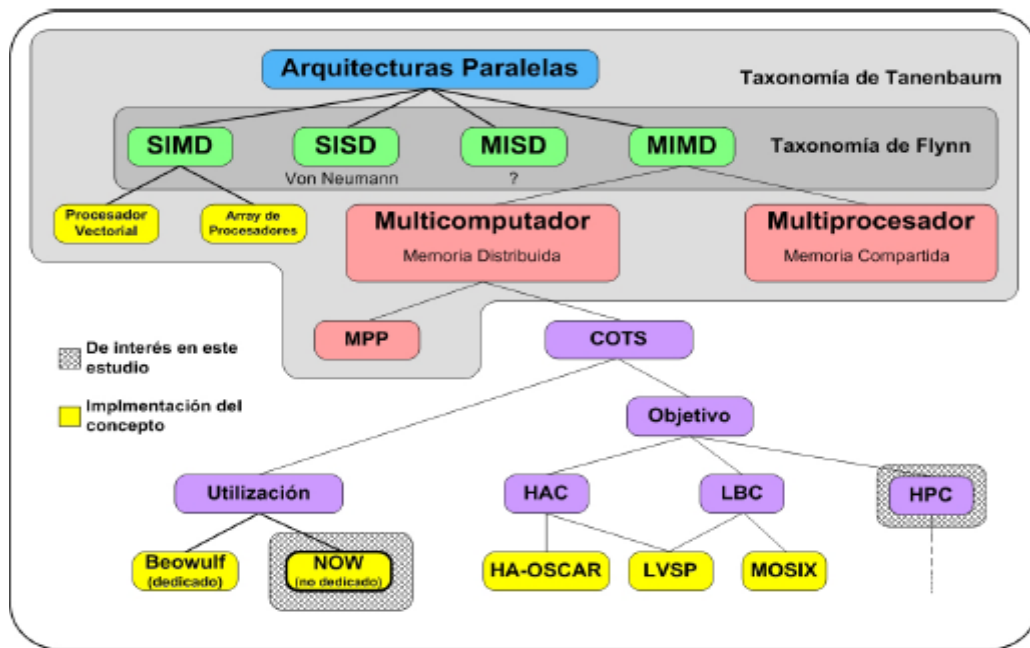 Arquitecturas Paralelas
Taxonomía de Tanenbaum
SIMD
SISD
MISD
MIMD
Taxonomía de Flynn
Von Neumann
?
Procesador
Vectorial
Array de
Procesadores
Multicomputador
Memoria Distribuida
Multiprocesador
Memoria Compartida
MPP
COTS
De interés en este
estudio
Implmentación del
concepto
Objetivo
Utilización
HAC
LBC
HPC
Beowulf
(dedicado)
NOW
(no dedicado)
HA-OSCAR
LVSP
MOSIX